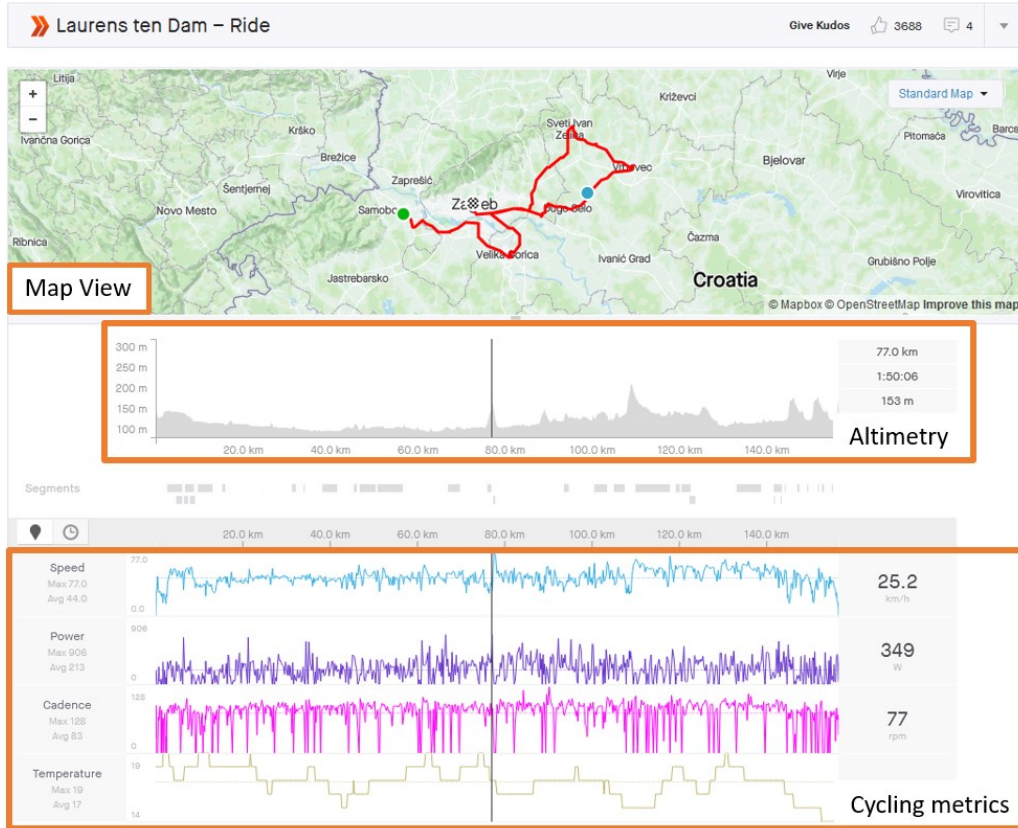 Laurens ten Dam – Ride
Give Kudos 3688 4
+
−
Standard Map
Litija
Virje
Križevci
Ivančna Gorica
Krško
Sveti Ivan
Pitomača
Brežice
Bjelovar
Zaprešić
Šentjernej
Virovitica
Novo Mesto
Ribnica
Čazma
Velika Gorica
Ivanić Grad
Grubišno Polje
Jastrebarsko
Croatia
Map View
© Mapbox © OpenStreetMap Improve this map
300 m
250 m
200 m
150 m
100 m
77.0 km
1:50:06
153 m
Altimetry
20.0 km 40.0 km 60.0 km 80.0 km 100.0 km 120.0 km 140.0 km
Segments
20.0 km 40.0 km 60.0 km 80.0 km 100.0 km 120.0 km 140.0 km
Speed
Max 77.0
Avg 44.0
77.0
0.0
25.2
km/h
Power
Max 906
Avg 213
906
0
349
W
Cadence
Max 128
Avg 83
128
0
77
rpm
Temperature
Max 19
Avg 17
19
14
Cycling metrics